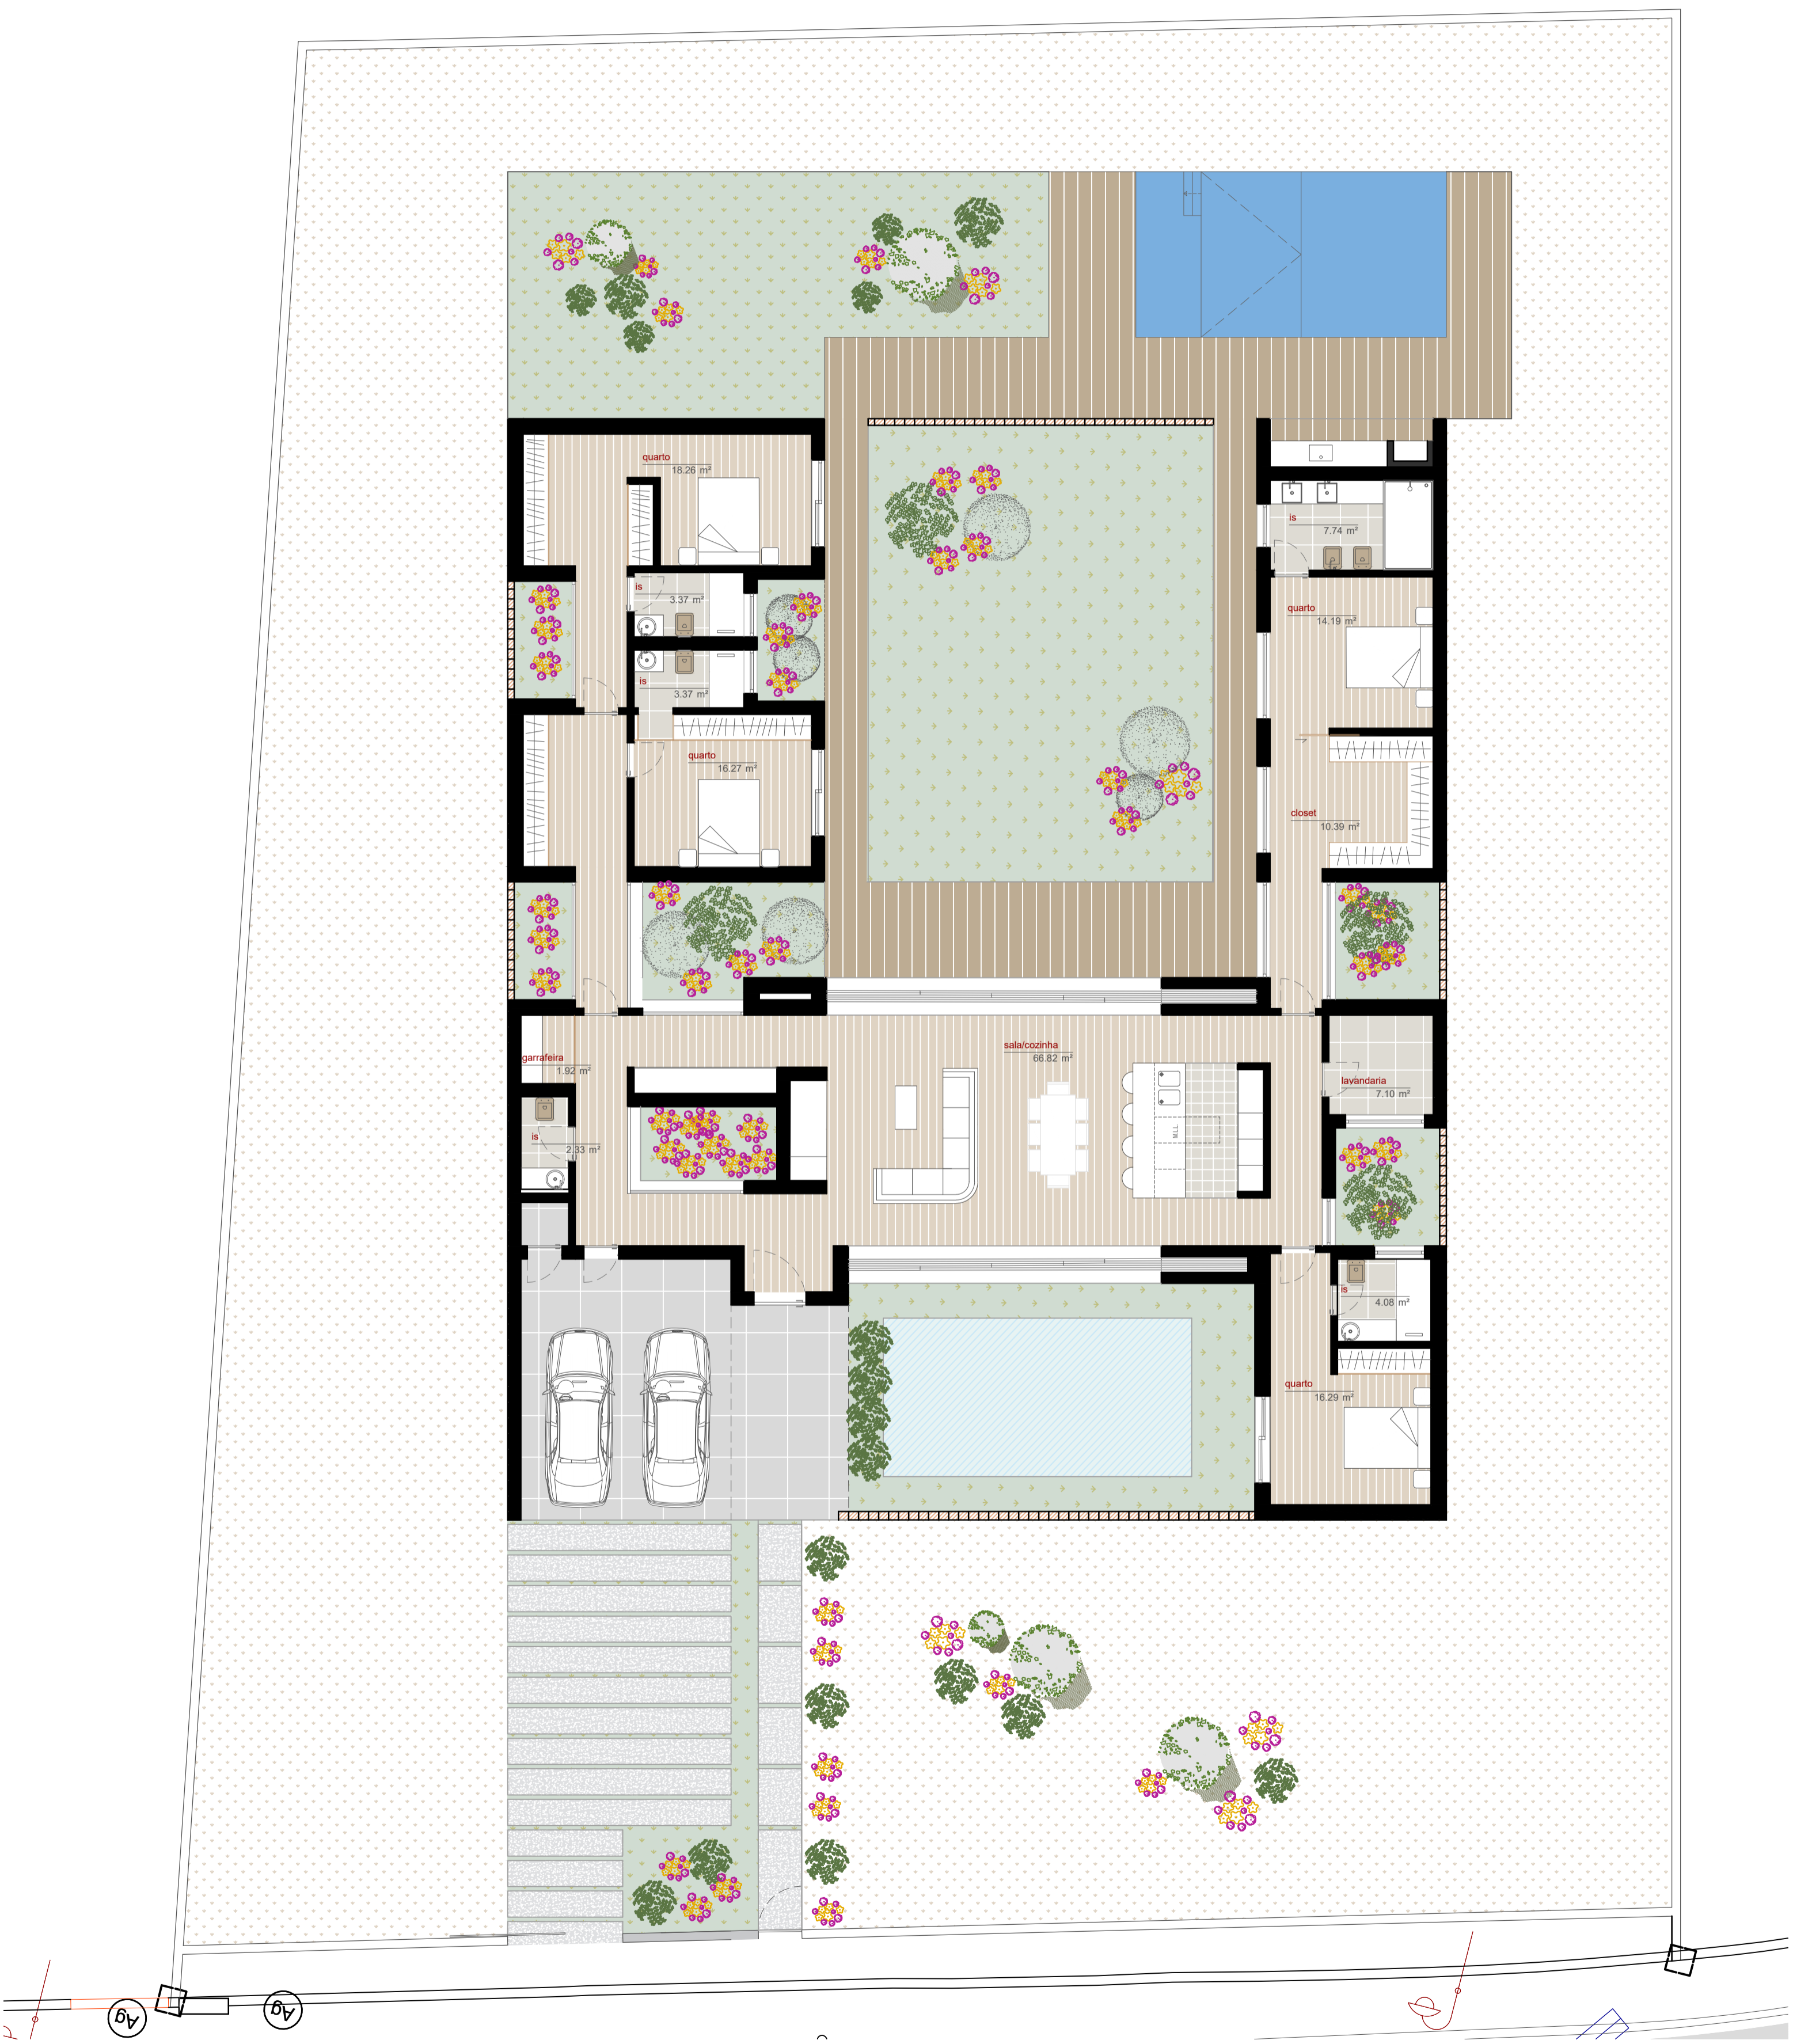 quarto
18.26 m²
is
7.74 m²
is
3.37 m²
quarto
14.19 m²
is
3.37 m²
quarto
16.27 m²
closet
10.39 m²
sala/cozinha
66.82 m²
garrafeira
1.92 m²
lavandaria
7.10 m²
M.L.L
is
2.33 m²
is
4.08 m²
quarto
16.29 m²
Ag
Ag